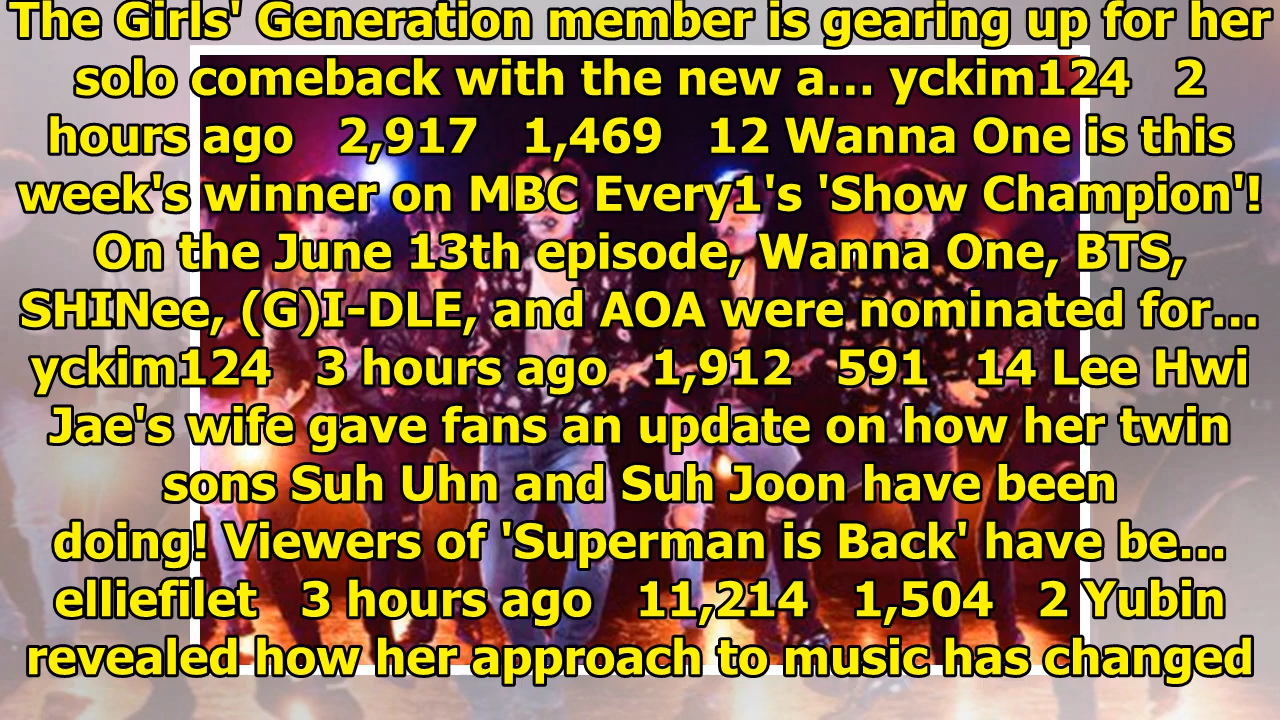 The Girls' Generation member is gearing up for her
solo comeback with the new a... yckim124 2
hours ago 2,917 1,469 12 Wanna One is this
week's winner on MBC Every1's 'Show Champion'!
On the June 13th episode, Wanna One, BTS,
SHINee, (G)I-DLE, and AOA were nominated for...
yckim124 3 hours ago 1,912 591 14 Lee Hwi
Jae's wife gave fans an update on how her twin
sons Suh Uhn and Suh Joon have been
doing! Viewers of 'Superman is Back' have be...
elliefilet 3 hours ago 11,214 1,504 2 Yubin
revealed how her approach to music has changed